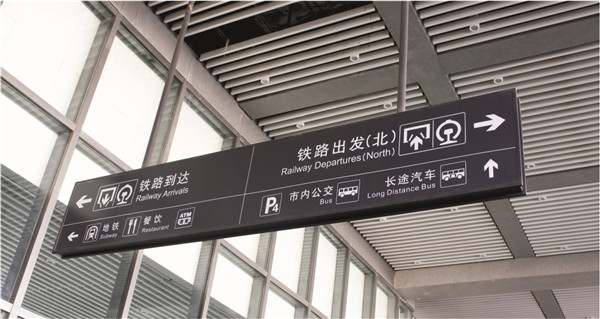 铁路到达
Railway Arrivals
地铁
Subway
餐饮
Restaurant
ATM
铁路出发(北)
Railway Departures(North)
P4
市内公交
Bus
长途汽车
Long Distance Bus